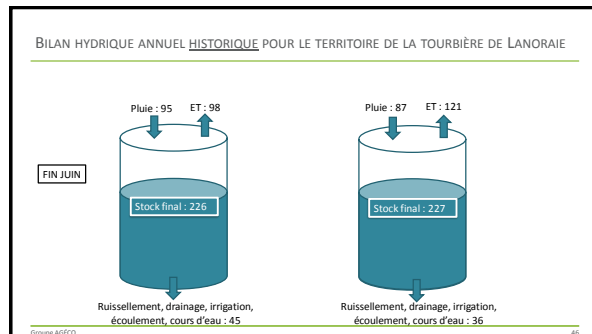 BILAN HYDRIQUE ANNUEL HISTORIQUE POUR LE TERRITOIRE DE LA TOURBIÈRE DE LANORAIE
Pluie : 95
ET : 98
Pluie : 87
ET : 121
FIN JUIN
Stock final : 226
Stock final : 227
Ruissellement, drainage, irrigation,
écoulement, cours d'eau : 45
Ruissellement, drainage, irrigation,
écoulement, cours d'eau : 36
Groupe AGÉCO
46